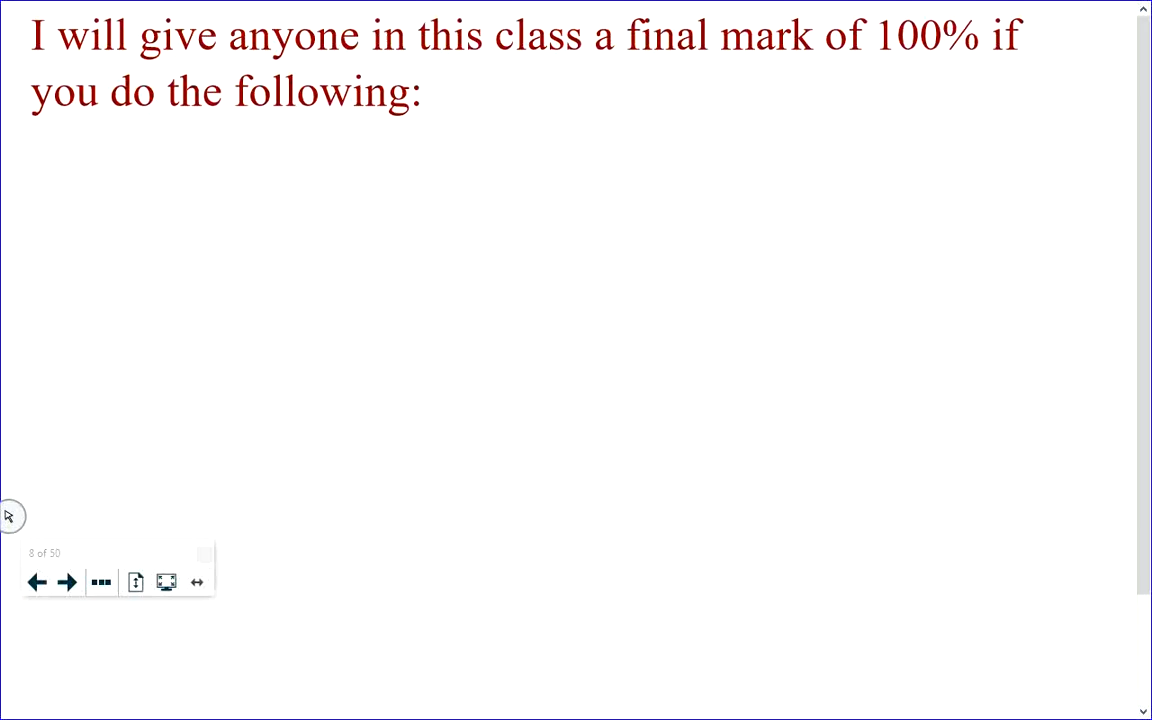 I will give anyone in this class a final mark of 100% if
you do the following:
8 of 50